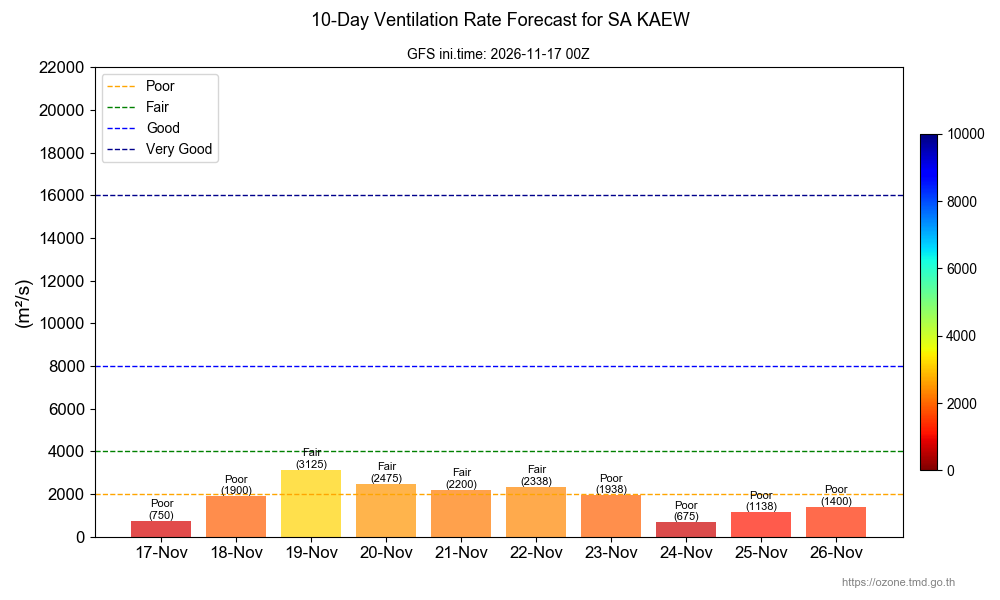 10-Day Ventilation Rate Forecast for SA KAEW
GFS ini.time: 2026-11-17 00Z
(m²/s)
22000
20000
18000
16000
14000
12000
10000
8000
6000
4000
2000
0
Poor
Fair
Good
Very Good
Poor
(750)
Poor
(1900)
Fair
(3125)
Fair
(2475)
Fair
(2200)
Fair
(2338)
Poor
(1938)
Poor
(675)
Poor
(1138)
Poor
(1400)
17-Nov 18-Nov 19-Nov 20-Nov 21-Nov 22-Nov 23-Nov 24-Nov 25-Nov 26-Nov
10000
8000
6000
4000
2000
0
https://ozone.tmd.go.th